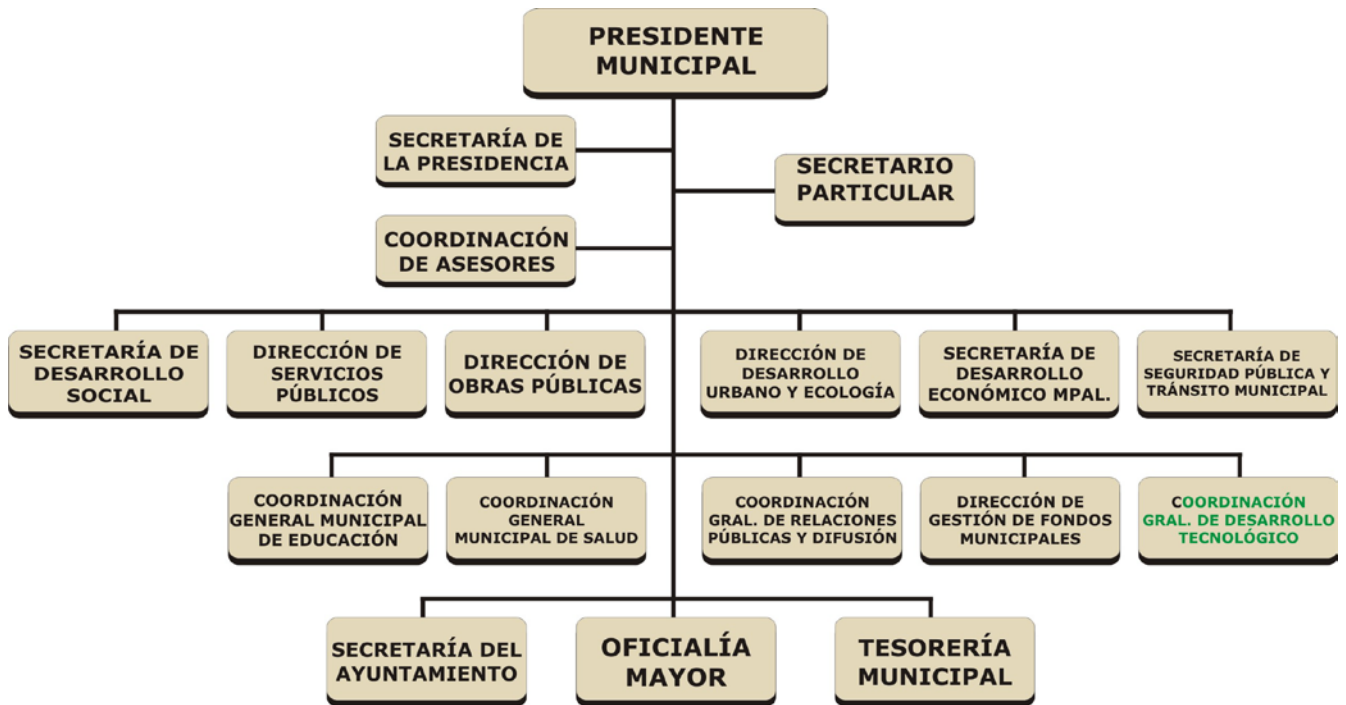 PRESIDENTE
MUNICIPAL
SECRETARÍA DE
LA PRESIDENCIA
SECRETARIO
PARTICULAR
COORDINACIÓN
DE ASESORES
SECRETARÍA DE
DESARROLLO
SOCIAL
DIRECCIÓN DE
SERVICIOS
PÚBLICOS
DIRECCIÓN DE
OBRAS PÚBLICAS
DIRECCIÓN DE
DESARROLLO
URBANO Y ECOLOGÍA
SECRETARÍA DE
DESARROLLO
ECONÓMICO MPAL.
SECRETARÍA DE
SEGURIDAD PÚBLICA Y
TRÁNSITO MUNICIPAL
COORDINACIÓN
GENERAL MUNICIPAL
DE EDUCACIÓN
COORDINACIÓN
GENERAL
MUNICIPAL DE SALUD
COORDINACIÓN
GRAL. DE RELACIONES
PÚBLICAS Y DIFUSIÓN
DIRECCIÓN DE
GESTIÓN DE FONDOS
MUNICIPALES
COORDINACIÓN
GRAL. DE DESARROLLO
TECNOLÓGICO
SECRETARÍA DEL
AYUNTAMIENTO
OFICIALÍA
MAYOR
TESORERÍA
MUNICIPAL